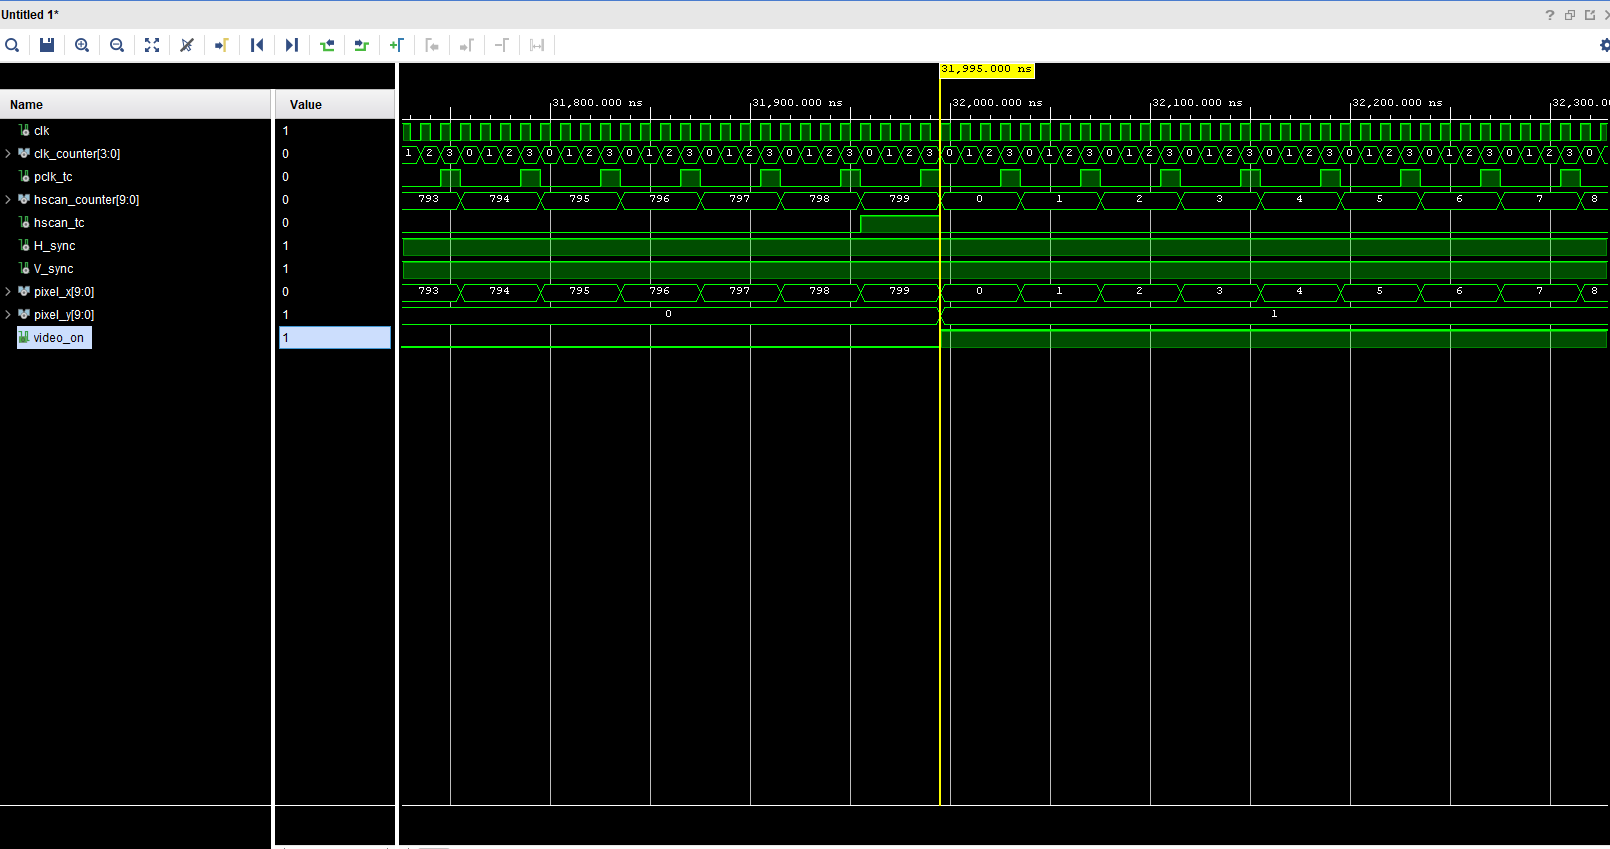 Untitled 1*
31,995.000 ns
Name Value 31,800.000 ns 31,900.000 ns 32,000.000 ns 32,100.000 ns 32,200.000 ns 32,300.0
clk 1
clk_counter[3:0] 0 1 2 3 0 1 2 3 0 1 2 3 0 1 2 3 0 1 2 3 0 1 2 3 0 1 2 3 0 1 2 3 0 1 2 3 0 1 2 3 0 1 2 3 0 1 2 3 0 1 2 3 0 1 2 3 0 1 2 3 0
pclk_tc 0
hscan_counter[9:0] 0 793 794 795 796 797 798 799 0 1 2 3 4 5 6 7 8
hscan_tc 0
H_sync 1
V_sync 1
pixel_x[9:0] 0 793 794 795 796 797 798 799 0 1 2 3 4 5 6 7 8
pixel_y[9:0] 1 0 1
video_on 1